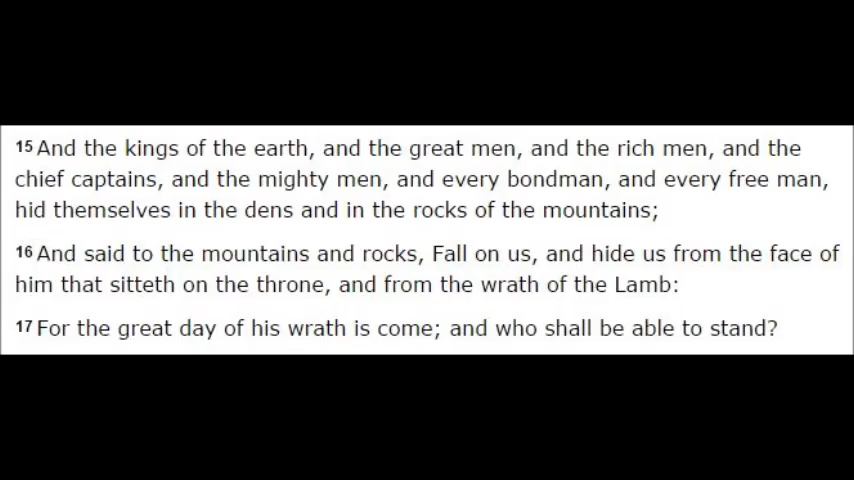 15 And the kings of the earth, and the great men, and the rich men, and the
chief captains, and the mighty men, and every bondman, and every free man,
hid themselves in the dens and in the rocks of the mountains;
16 And said to the mountains and rocks, Fall on us, and hide us from the face of
him that sitteth on the throne, and from the wrath of the Lamb:
17 For the great day of his wrath is come; and who shall be able to stand?